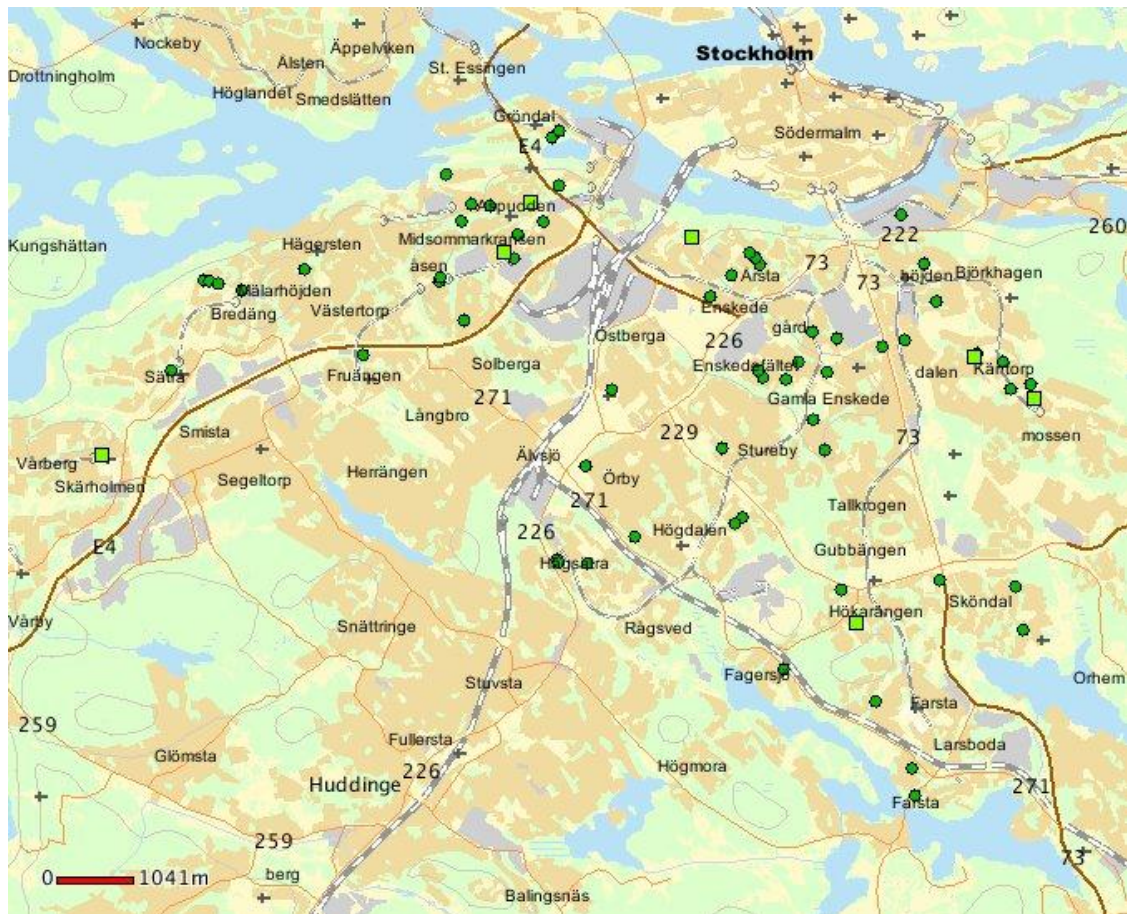 Nockeby
Äppelviken
Stockholm
Ålsten
St. Essingen
Drottningholm
Höglandet
Smedslätten
Gröndal
Södermalm
E4
Aspudden
260
222
Kungshättan
Hägersten
Midsommarkransen
73
åsen
Årsta
73
höjden
Björkhagen
Mälarhöjden
Bredäng
Västertorp
Enskede
gård
Östberga
226
Solberga
Enskedefältet
Sätra
Fruängen
dalen
Kärrtorp
271
Gamla Enskede
Långbro
Smista
229
73
mossen
Vårberg
Älvsjö
Stureby
Skärholmen
Segeltorp
Herrängen
Örby
271
Tallkrogen
226
Högdalen
E4
Gubbängen
Hagsätra
Sköndal
Hökarängen
Vårby
Snättringe
Rågsved
Fagersjö
Orhem
Stuvsta
Farsta
259
Fullersta
Larsboda
Glömsta
Högmora
226
Huddinge
271
Farsta
259
73
0 1041m
berg
Balingsnäs